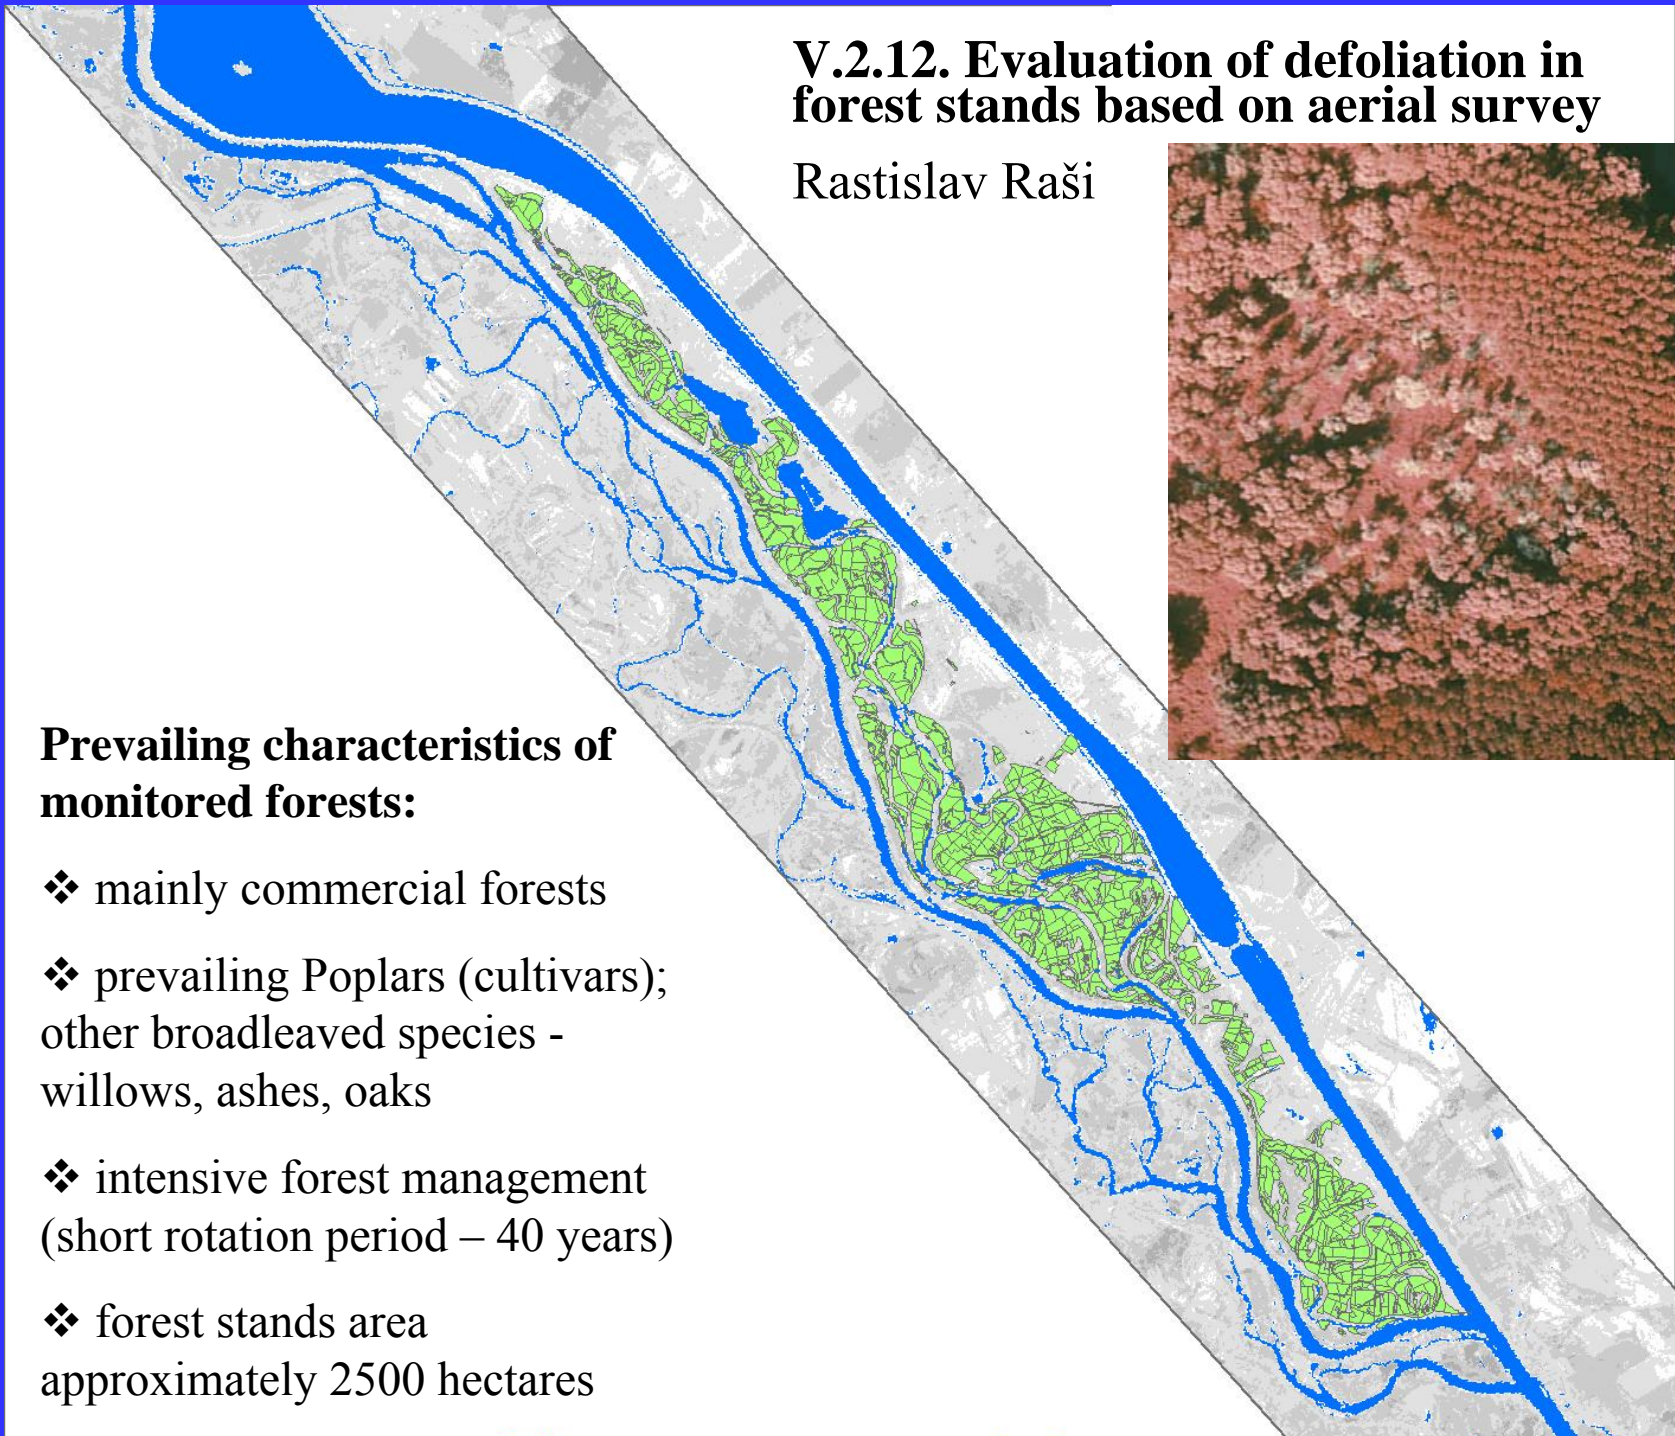 V.2.12. Evaluation of defoliation in
forest stands based on aerial survey
Rastislav Raši
Prevailing characteristics of
monitored forests:
❖ mainly commercial forests
❖ prevailing Poplars (cultivars);
other broadleaved species -
willows, ashes, oaks
❖ intensive forest management
(short rotation period – 40 years)
❖ forest stands area
approximately 2500 hectares